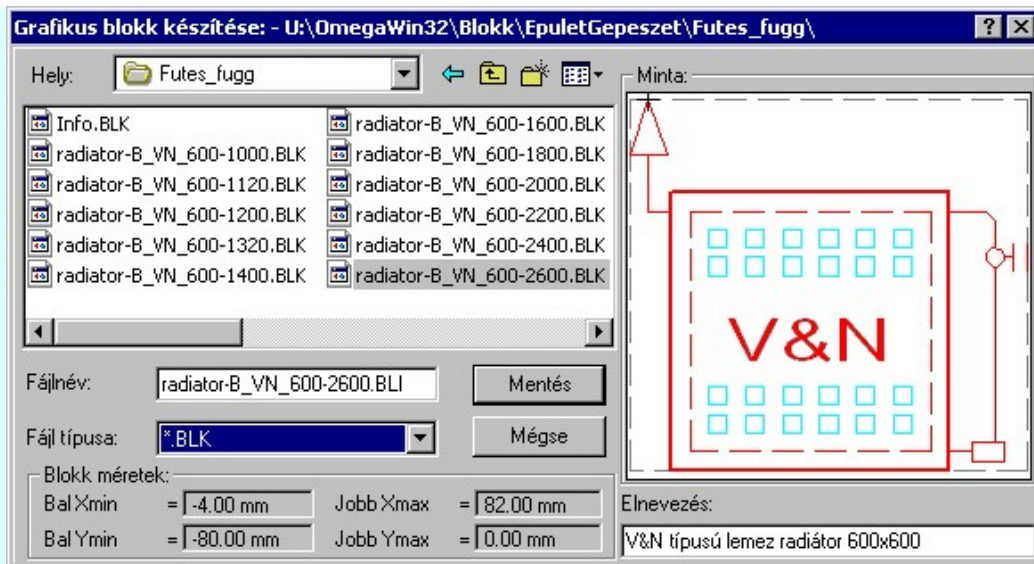 Grafikus blokk készítése: - U:\OmegaWin32\Blokk\EpuletGepeszet\Futes_fugg\
Hely:
Futes_fugg
Info.BLK
radiator-B_VN_600-1000.BLK
radiator-B_VN_600-1120.BLK
radiator-B_VN_600-1200.BLK
radiator-B_VN_600-1320.BLK
radiator-B_VN_600-1400.BLK
radiator-B_VN_600-1600.BLK
radiator-B_VN_600-1800.BLK
radiator-B_VN_600-2000.BLK
radiator-B_VN_600-2200.BLK
radiator-B_VN_600-2400.BLK
radiator-B_VN_600-2600.BLK
Fájlnév:
radiator-B_VN_600-2600.BLI
Mentés
Fájl típusa:
*.BLK
Mégse
Blokk méretek:
Bal Xmin = -4.00 mm Jobb Xmax = 82.00 mm
Bal Ymin = -80.00 mm Jobb Ymax = 0.00 mm
Minta:
V&N
Elnevezés:
V&N típusú lemez radiátor 600x600